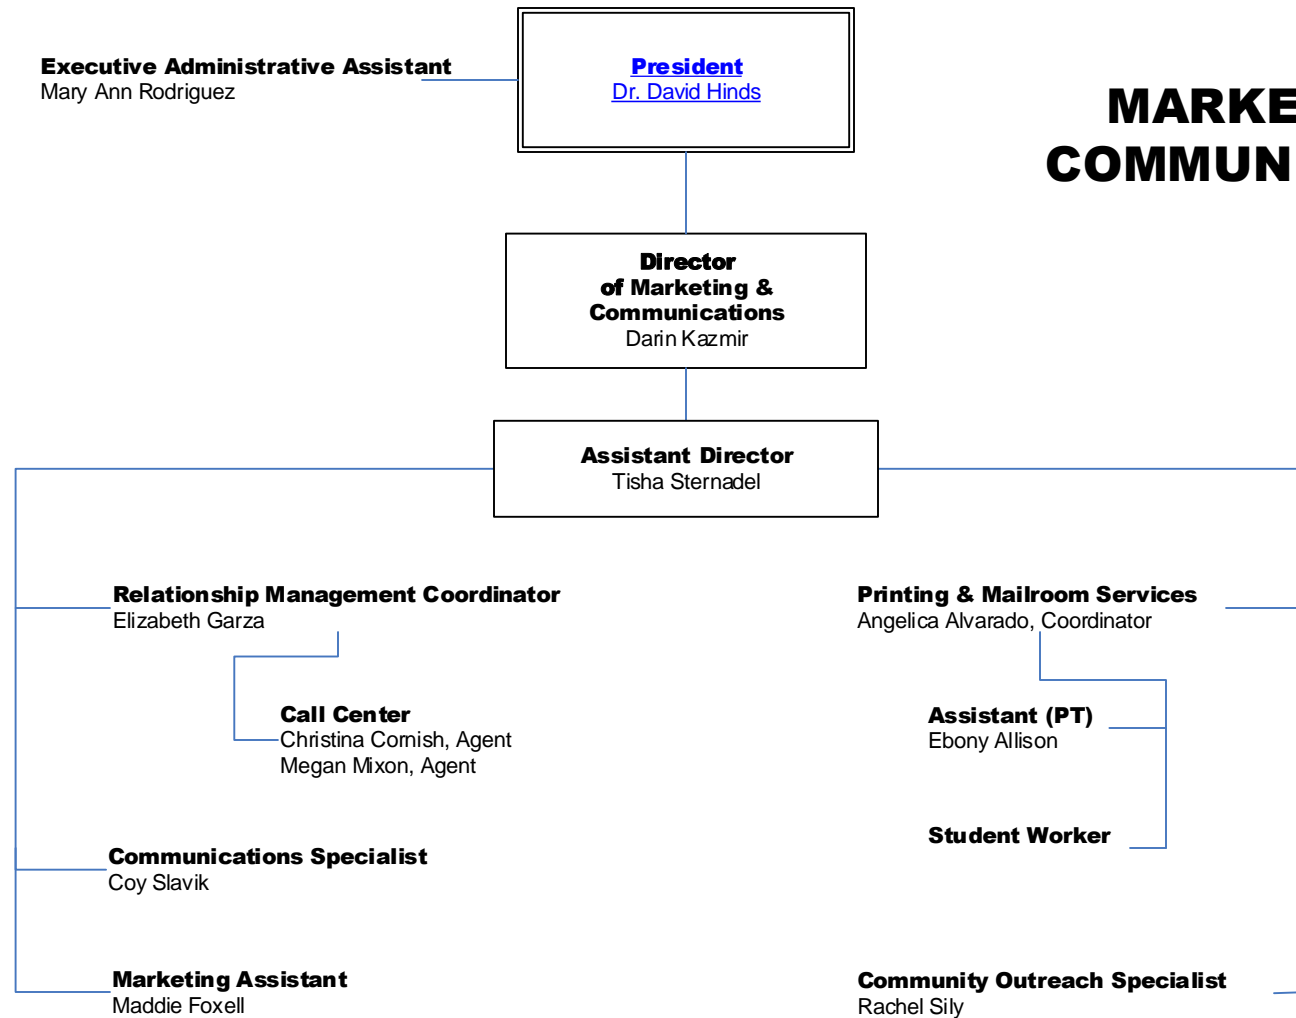 Executive Administrative Assistant
Mary Ann Rodriguez
President
Dr. David Hinds
MARKE
COMMUN
Director
of Marketing &
Communications
Darin Kazmir
Assistant Director
Tisha Sternadel
Relationship Management Coordinator
Elizabeth Garza
Call Center
Christina Cornish, Agent
Megan Mixon, Agent
Communications Specialist
Coy Slavik
Marketing Assistant
Maddie Foxell
Printing & Mailroom Services
Angelica Alvarado, Coordinator
Assistant (PT)
Ebony Allison
Student Worker
Community Outreach Specialist
Rachel Sily